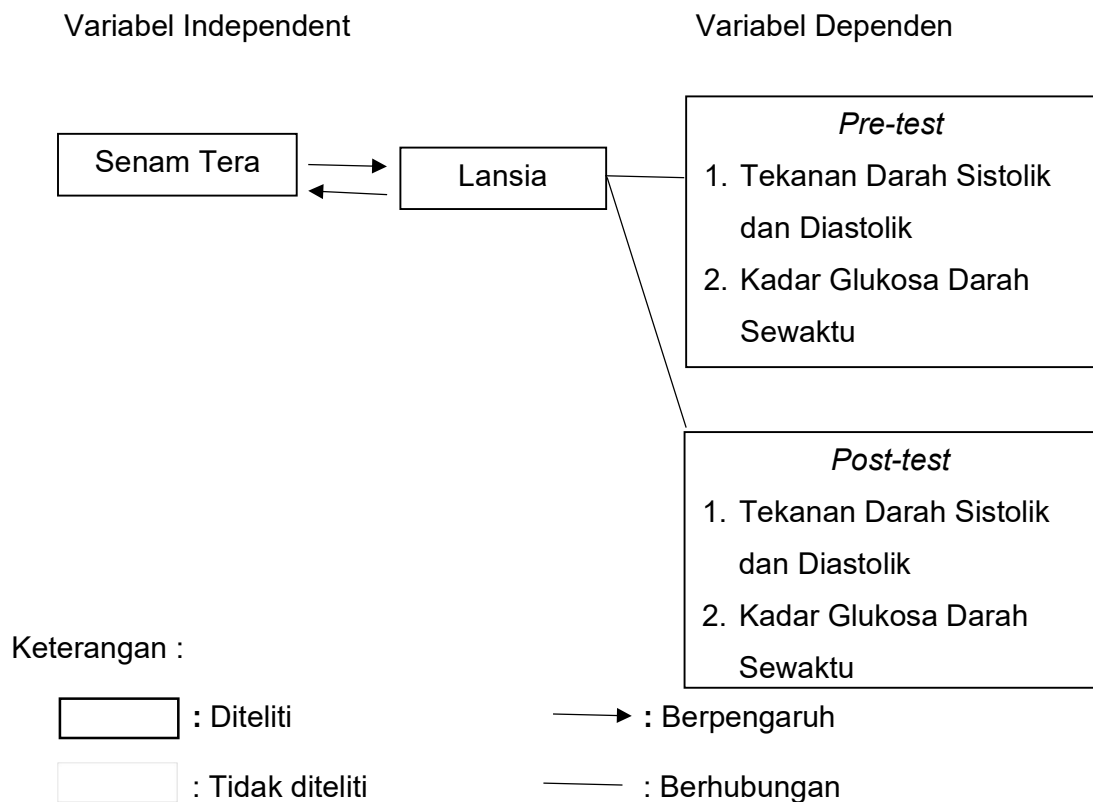 Variabel Independent
Variabel Dependen
Senam Tera
Lansia
Pre-test
1. Tekanan Darah Sistolik
dan Diastolik
2. Kadar Glukosa Darah
Sewaktu
Post-test
1. Tekanan Darah Sistolik
dan Diastolik
2. Kadar Glukosa Darah
Sewaktu
Keterangan :
: Diteliti
: Berpengaruh
: Tidak diteliti
: Berhubungan